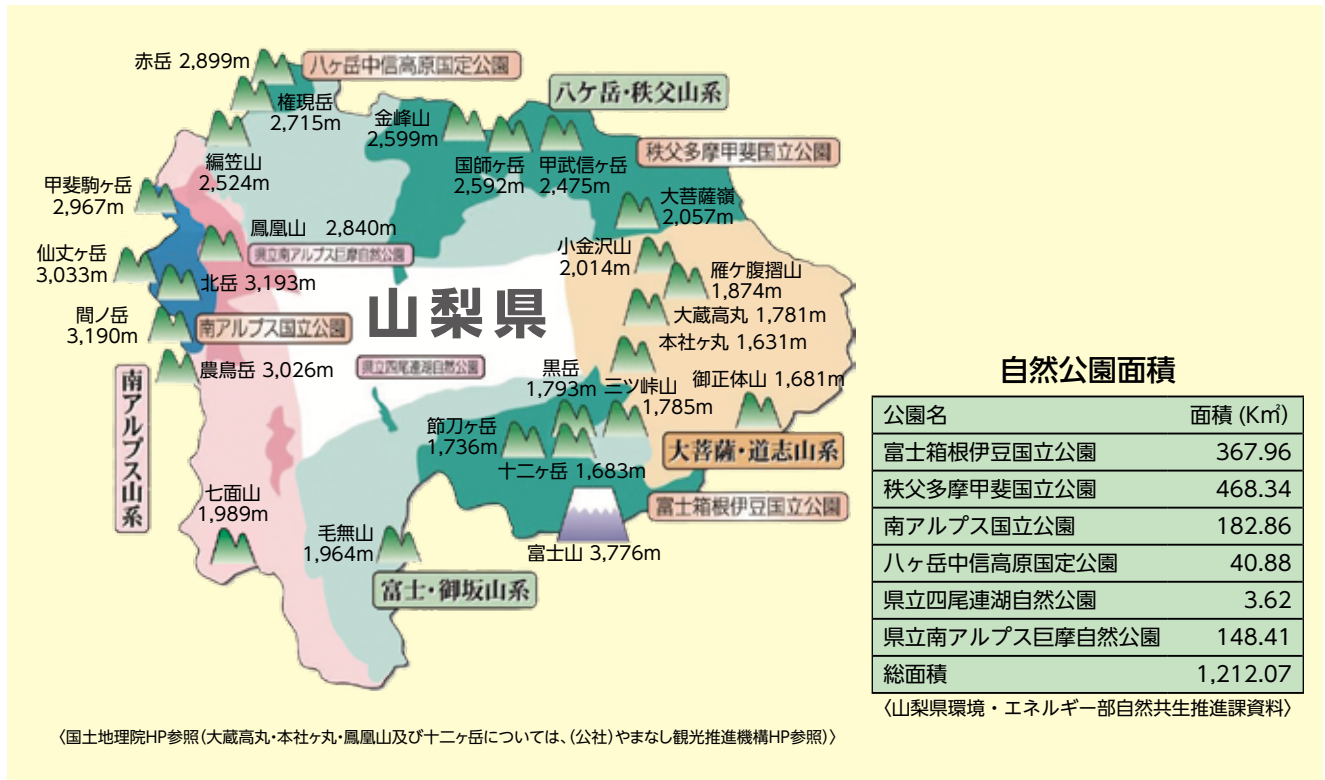 赤岳 2,899m
八ヶ岳中信高原国定公園
八ケ岳・秩父山系
権現岳
2,715m
金峰山
2,599m
編笠山
2,524m
国師ヶ岳
2,592m
甲武信ヶ岳
2,475m
秩父多摩甲斐国立公園
甲斐駒ヶ岳
2,967m
大菩薩嶺
2,057m
鳳凰山 2,840m
県立南アルプス巨摩自然公園
仙丈ヶ岳
3,033m
北岳 3,193m
小金沢山
2,014m
雁ケ腹摺山
1,874m
間ノ岳
3,190m
南アルプス国立公園
山梨県
大蔵高丸 1,781m
本社ヶ丸 1,631m
農鳥岳 3,026m
県立四尾連湖自然公園
黒岳
1,793m
三ツ峠山
1,785m
御正体山 1,681m
南アルプス山系
節刀ヶ岳
1,736m
十二ヶ岳 1,683m
大菩薩・道志山系
七面山
1,989m
富士箱根伊豆国立公園
毛無山
1,964m
富士山 3,776m
富士・御坂山系
自然公園面積
公園名 面積 (K㎡)
富士箱根伊豆国立公園 367.96
秩父多摩甲斐国立公園 468.34
南アルプス国立公園 182.86
八ヶ岳中信高原国定公園 40.88
県立四尾連湖自然公園 3.62
県立南アルプス巨摩自然公園 148.41
総面積 1,212.07
〈山梨県環境・エネルギー部自然共生推進課資料〉
〈国土地理院HP参照(大蔵高丸・本社ヶ丸・鳳凰山及び十二ヶ岳については、(公社)やまなし観光推進機構HP参照)〉